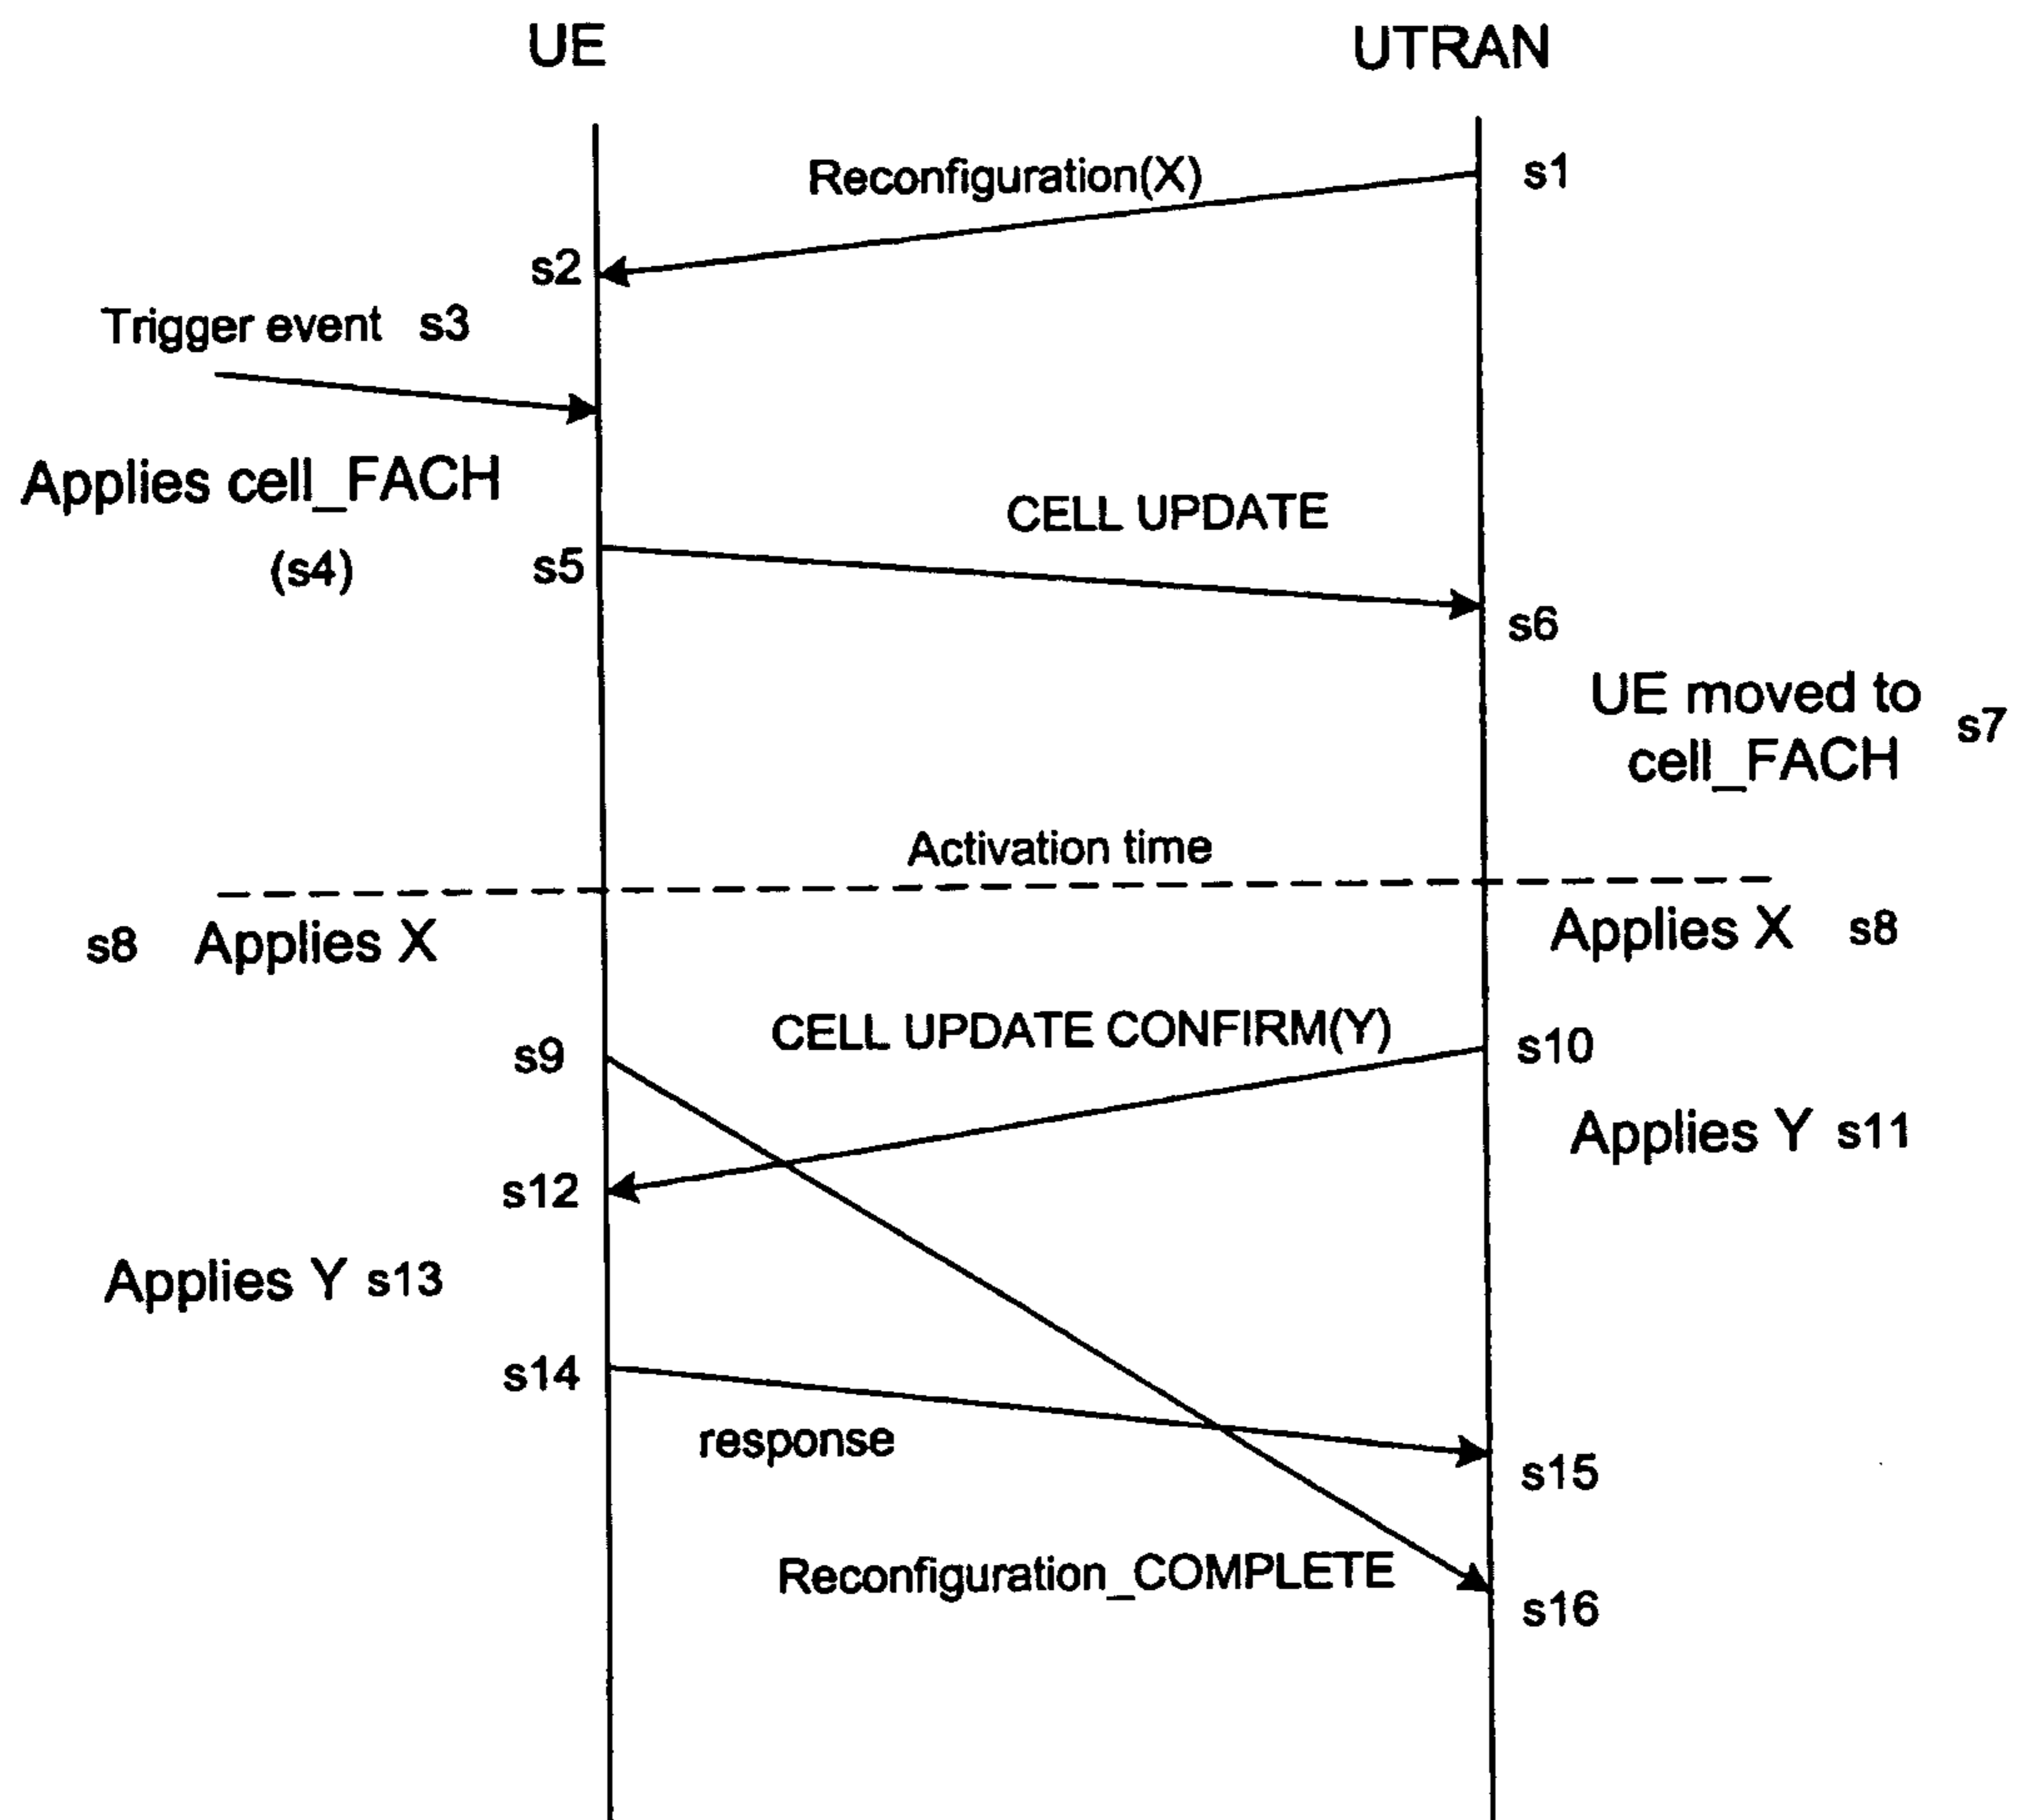 UE
UTRAN
Reconfiguration(X)
s1
s2
Trigger event s3
Applies cell_FACH
(s4)
CELL UPDATE
s5
s6
UE moved to
cell_FACH
s7
Activation time
s8 Applies X
Applies X s8
CELL UPDATE CONFIRM(Y)
s9
s10
Applies Y s11
s12
Applies Y s13
s14
response
s15
Reconfiguration_COMPLETE
s16